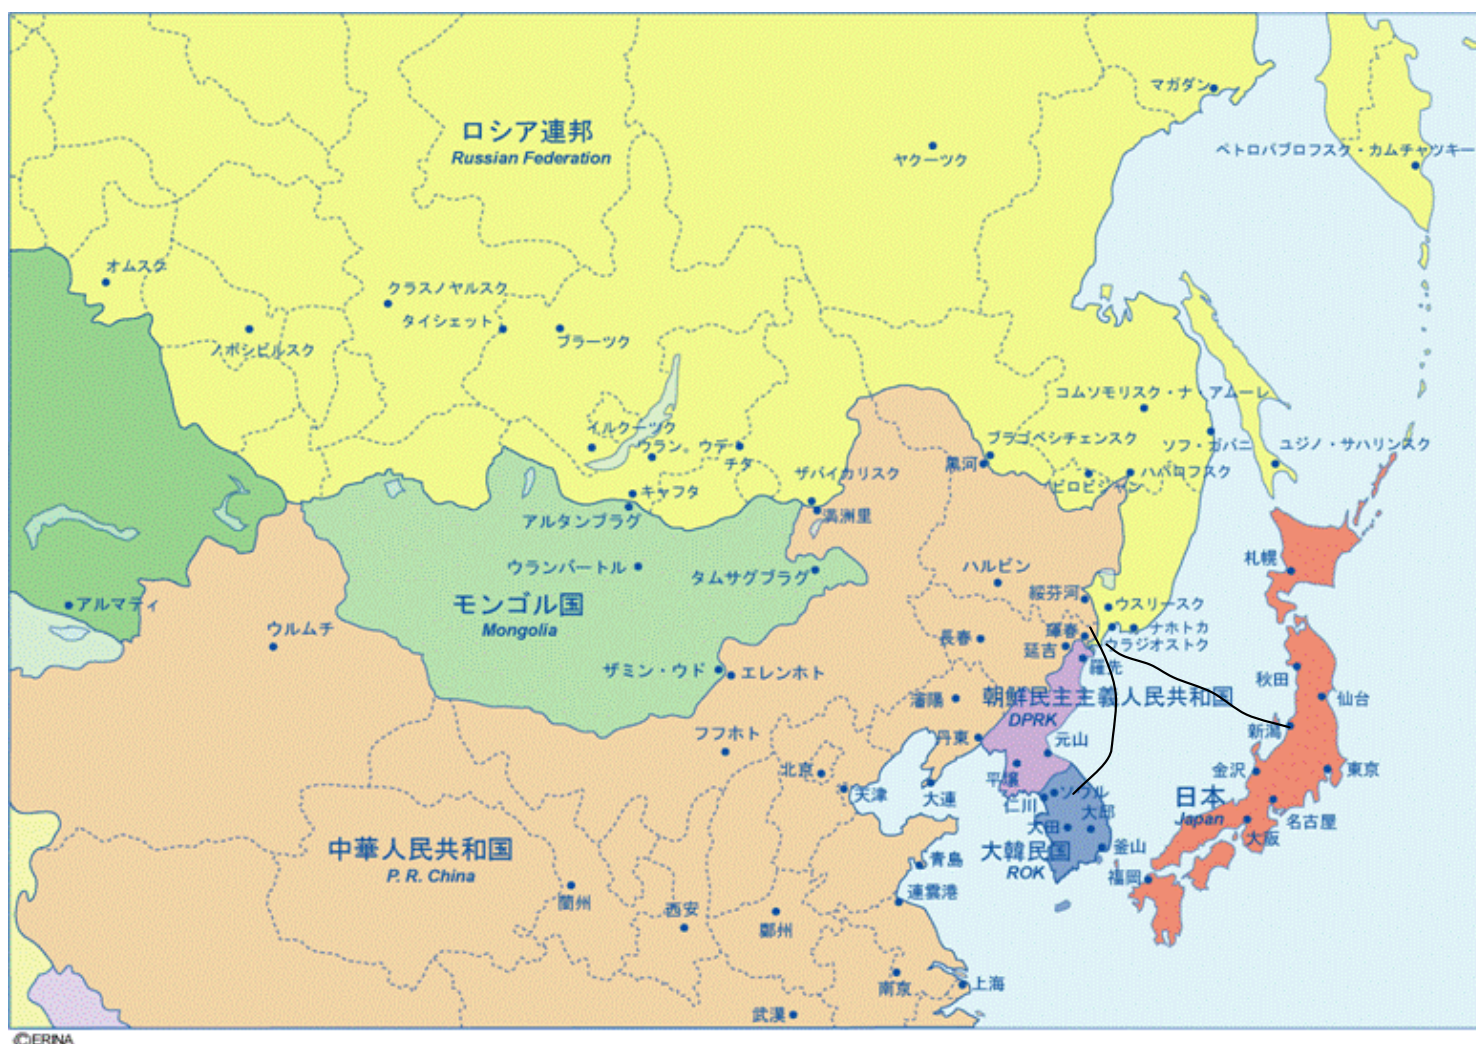 マガダン
ロシア連邦
Russian Federation
ヤクーツク
ペトロパブロフスク・カムチャツキー
オムスク
クラスノヤルスク
タイシェット
ブラーツク
ノボシビルスク
コムソモリスク・ナ・アムーレ
イルクーツク
ウラン・ウデ
チタ
ブラゴベシチェンスク
黒河
ソフ・ガバニ
ユジノ・サハリンスク
ハバロフスク
ビロビジャン
ザバイカリスク
キャフタ
満洲里
アルタンブラグ
ウランバートル
タムサグブラグ
ハルビン
札幌
綏芬河
ウスリースク
アルマティ
モンゴル国
Mongolia
ウルムチ
長春
琿春
ナホトカ
延吉
ウラジオストク
羅先
ザミン・ウド
エレンホト
秋田
仙台
瀋陽
朝鮮民主主義人民共和国
DPRK
新潟
フフホト
丹東
元山
北京
平壌
金沢
東京
天津
大連
仁川
ソウル
日本
Japan
名古屋
大邱
大田
大阪
中華人民共和国
P. R. China
大韓民国
ROK
釜山
青島
福岡
連雲港
蘭州
西安
鄭州
南京
上海
武漢
©ERINA